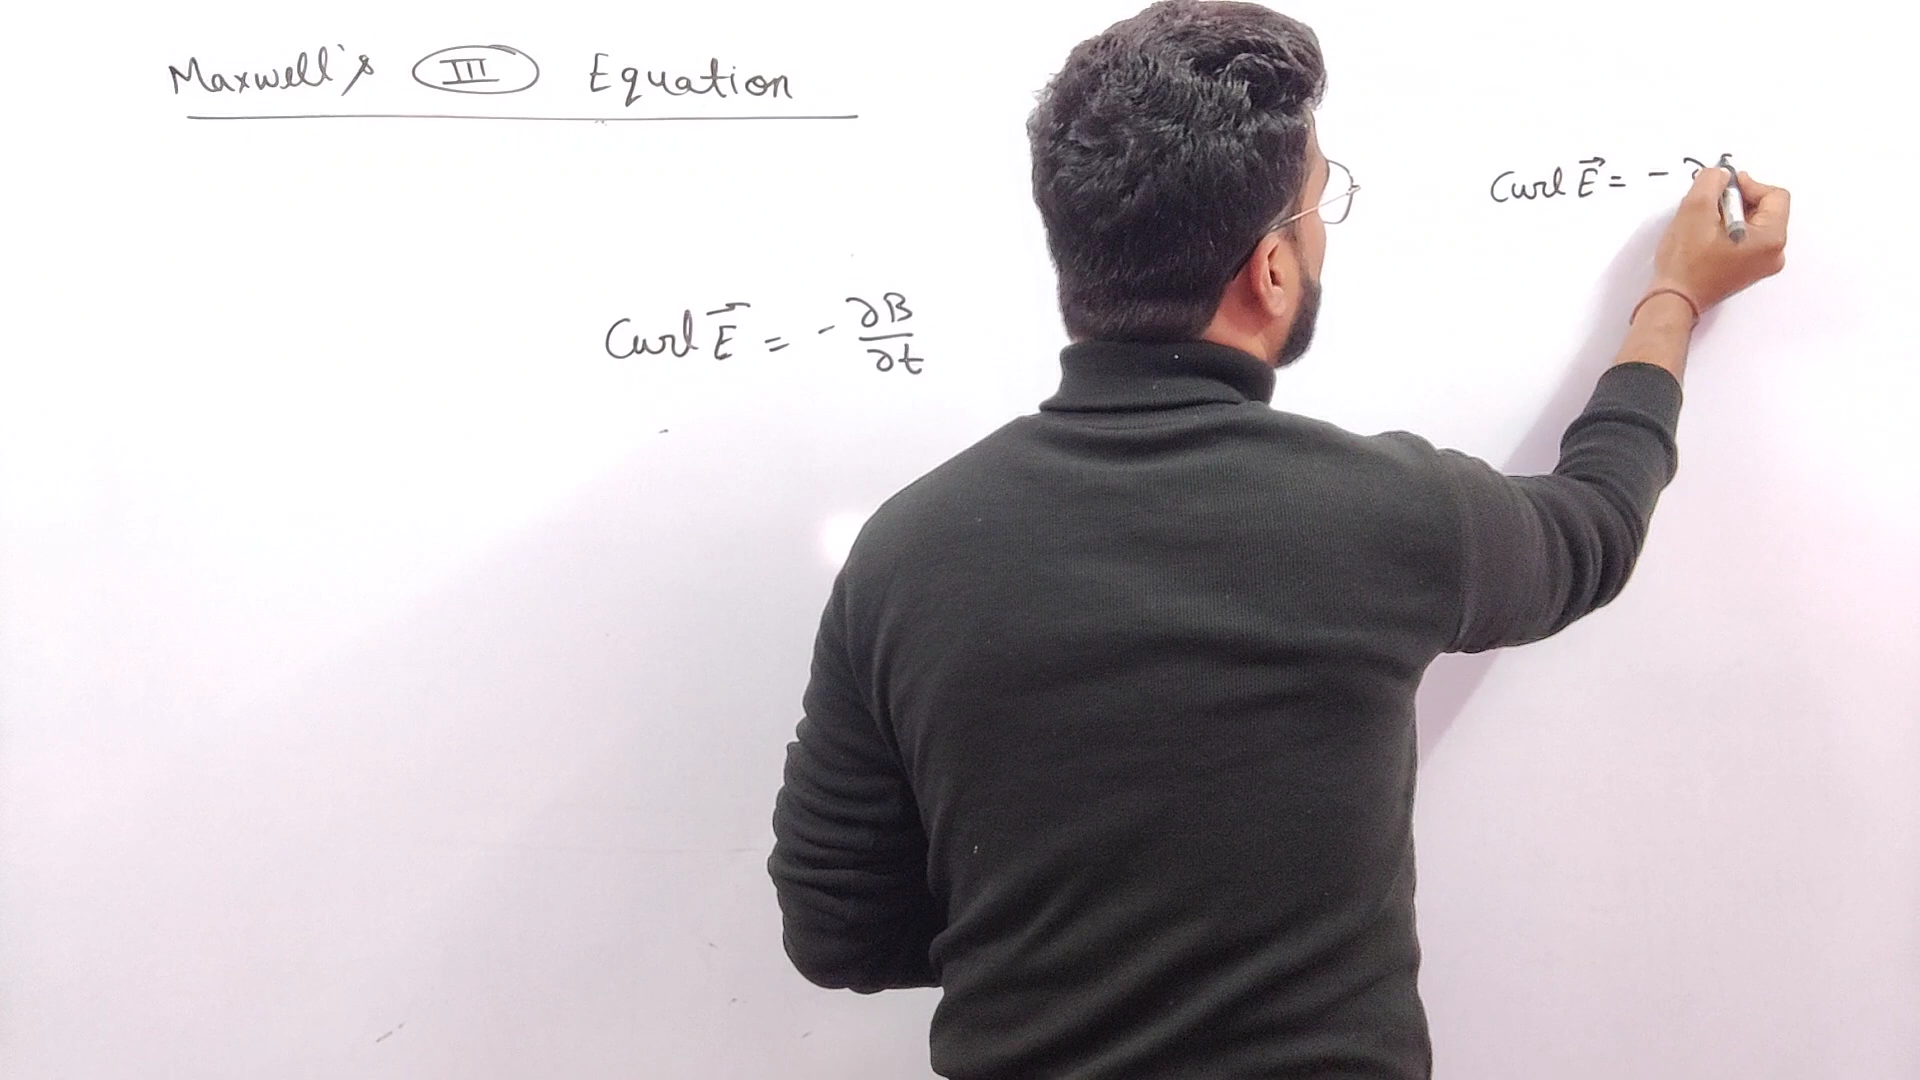 Maxwell's III Equation
Curl E⃗ = - ∂B/∂t
Curl E⃗ = - ∂